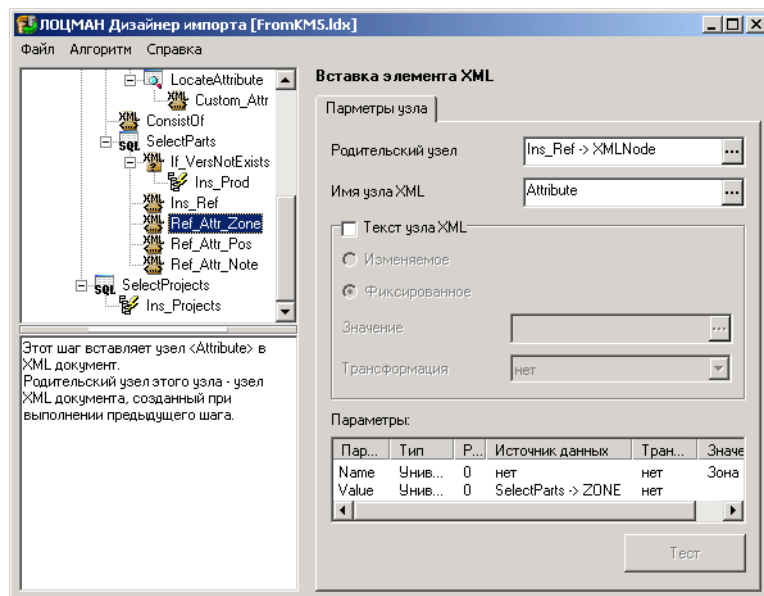 ЛОЦМАН Дизайнер импорта [FromKM5.ldx]
Файл Алгоритм Справка
LocateAttribute
Custom_Attr
ConsistOf
SelectParts
If_VersNotExists
Ins_Prod
Ins_Ref
Ref_Attr_Zone
Ref_Attr_Pos
Ref_Attr_Note
SelectProjects
Ins_Projects
Этот шаг вставляет узел <Attribute> в
XML документ.
Родительский узел этого узла - узел
XML документа, созданный при
выполнении предыдущего шага.
Вставка элемента XML
Парметры узла
Родительский узел Ins_Ref -> XMLNode ...
Имя узла XML Attribute ...
Текст узла XML
Изменяемое
Фиксированное
Значение ...
Трансформация нет
Параметры:
Пар... Тип Р... Источник данных Тран... Значе
Name Унив... 0 нет нет Зона
Value Унив... 0 SelectParts -> ZONE нет
Тест